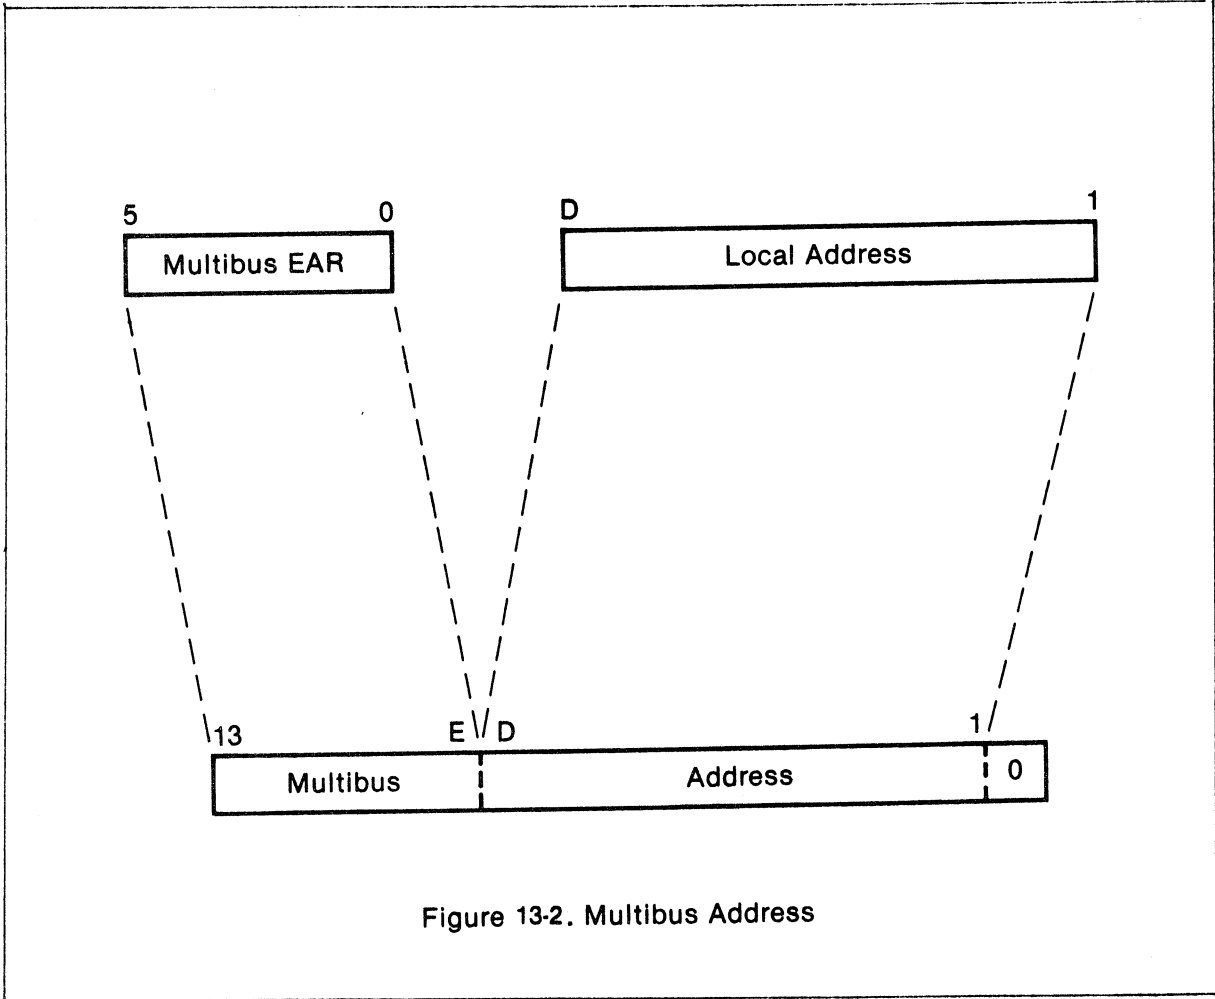 5 0 D 1
Multibus EAR Local Address
13 E D 1
Multibus Address 0
Figure 13-2. Multibus Address